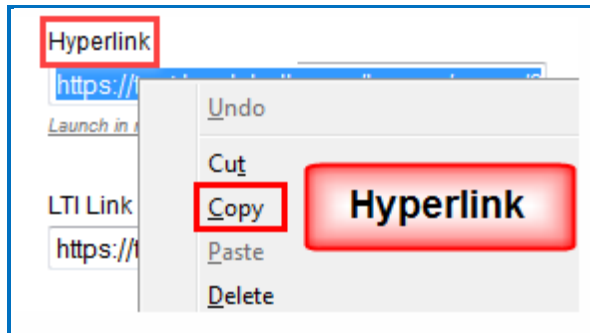 Hyperlink
https://t
Undo
Launch in
Cut
LTI Link
Copy
Hyperlink
https://t
Paste
Delete